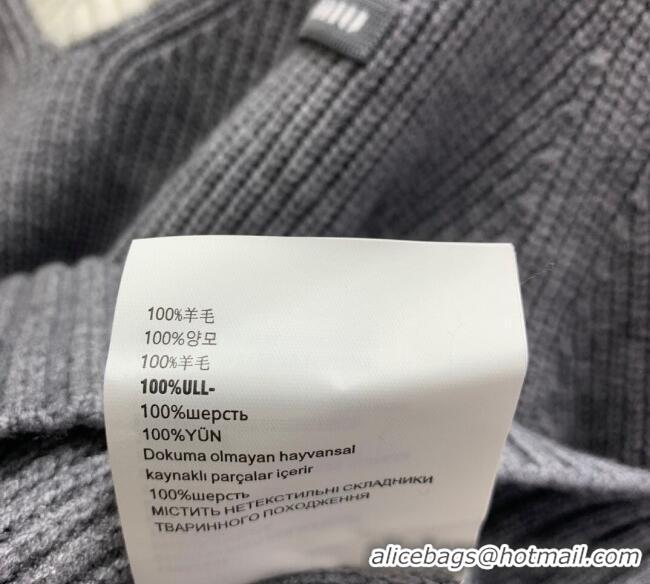 100%羊毛
100%양모
100%羊毛
100%ULL-
100%шерсть
100%YÜN
Dokuma olmayan hayvansal
kaynaklı parçalar içerir
100%шерсть
МІСТИТЬ НЕТЕКСТИЛЬНІ СКЛАДНИКИ
ТВАРИННОГО ПОХОДЖЕННЯ
alicebags@hotmail.com